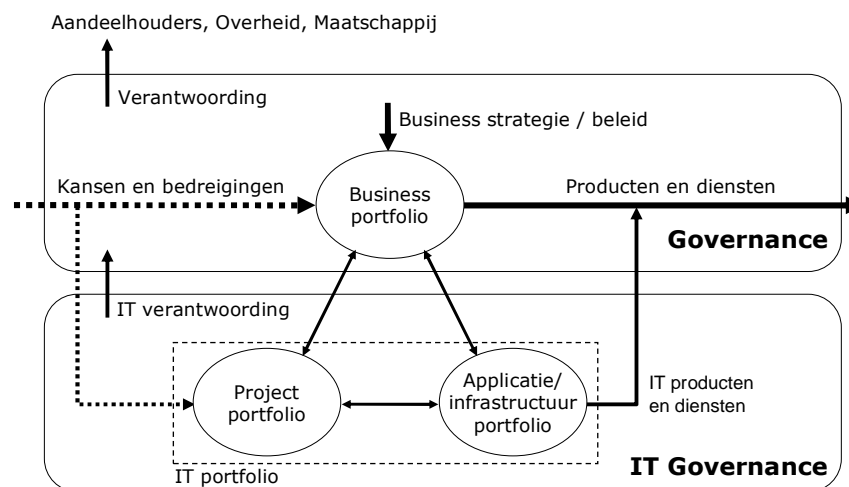 Aandeelhouders, Overheid, Maatschappij
Verantwoording
Business strategie / beleid
Kansen en bedreigingen
Business
portfolio
Producten en diensten
Governance
IT verantwoording
Project
portfolio
Applicatie/
infrastructuur
portfolio
IT producten
en diensten
IT portfolio
IT Governance